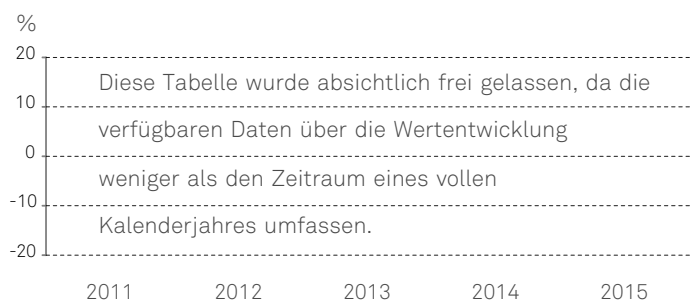 %
20
Diese Tabelle wurde absichtlich frei gelassen, da die
10
verfügbaren Daten über die Wertentwicklung
0
weniger als den Zeitraum eines vollen
-10
Kalenderjahres umfassen.
-20
2011 2012 2013 2014 2015